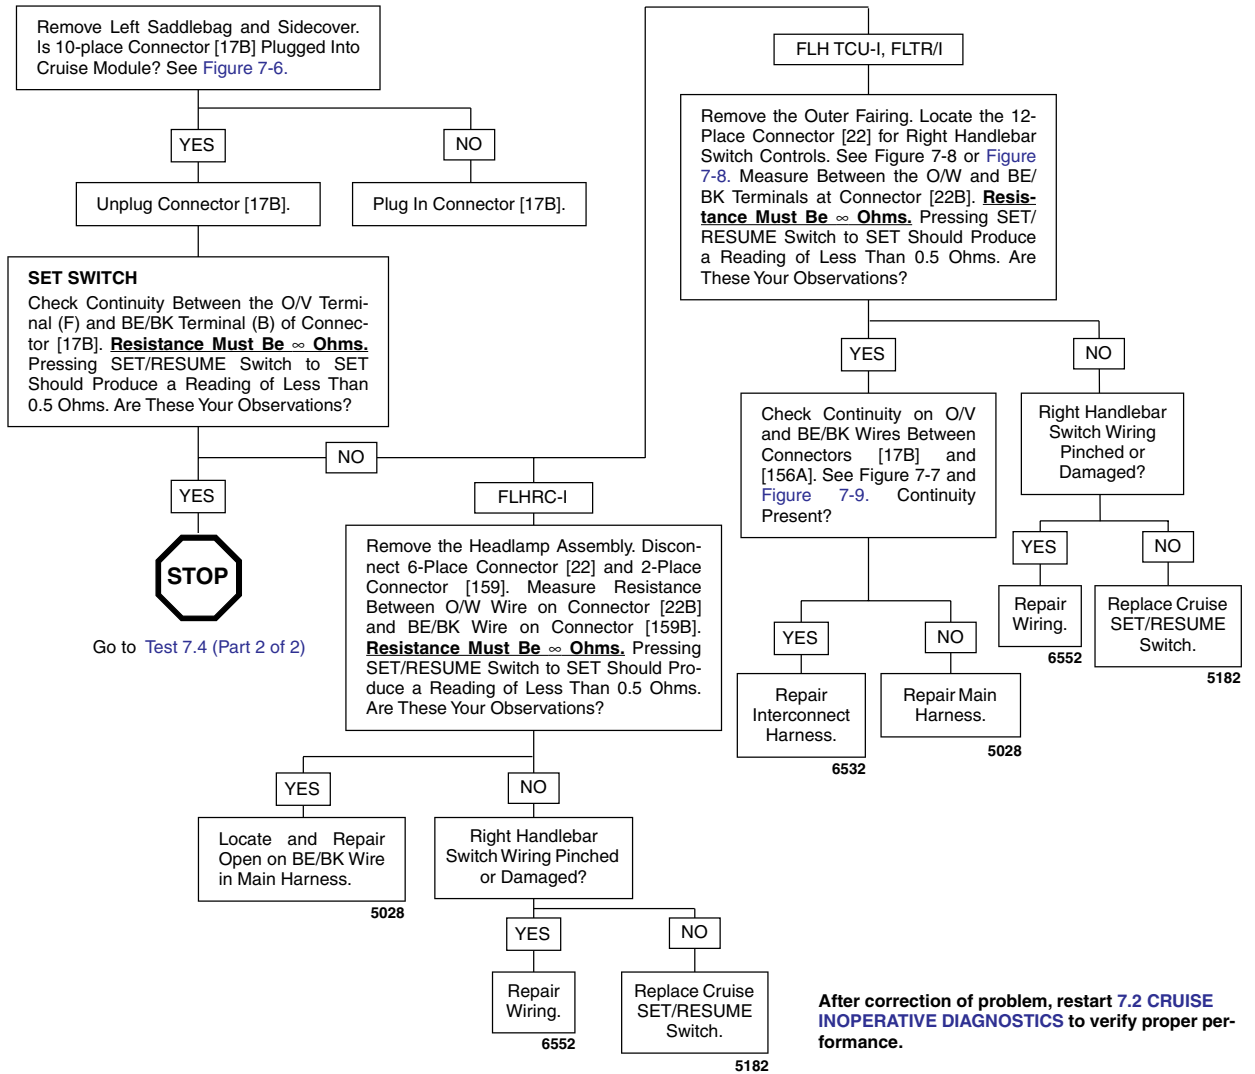 Remove Left Saddlebag and Sidecover.
Is 10-place Connector [17B] Plugged Into
Cruise Module? See Figure 7-6.
YES
NO
Unplug Connector [17B].
Plug In Connector [17B].
SET SWITCH
Check Continuity Between the O/V Termi-
nal (F) and BE/BK Terminal (B) of Connec-
tor [17B]. Resistance Must Be ∞ Ohms.
Pressing SET/RESUME Switch to SET
Should Produce a Reading of Less Than
0.5 Ohms. Are These Your Observations?
NO
YES
STOP
Go to Test 7.4 (Part 2 of 2)
FLHRC-I
Remove the Headlamp Assembly. Discon-
nect 6-Place Connector [22] and 2-Place
Connector [159]. Measure Resistance
Between O/W Wire on Connector [22B]
and BE/BK Wire on Connector [159B].
Resistance Must Be ∞ Ohms. Pressing
SET/RESUME Switch to SET Should Pro-
duce a Reading of Less Than 0.5 Ohms.
Are These Your Observations?
YES
NO
Locate and Repair
Open on BE/BK Wire
in Main Harness.
5028
Right Handlebar
Switch Wiring Pinched
or Damaged?
YES
NO
Repair
Wiring.
6552
Replace Cruise
SET/RESUME
Switch.
5182
FLH TCU-I, FLTR/I
Remove the Outer Fairing. Locate the 12-
Place Connector [22] for Right Handlebar
Switch Controls. See Figure 7-8 or Figure
7-8. Measure Between the O/W and BE/
BK Terminals at Connector [22B]. Resis-
tance Must Be ∞ Ohms. Pressing SET/
RESUME Switch to SET Should Produce
a Reading of Less Than 0.5 Ohms. Are
These Your Observations?
YES
NO
Check Continuity on O/V
and BE/BK Wires Between
Connectors [17B] and
[156A]. See Figure 7-7 and
Figure 7-9. Continuity
Present?
YES
NO
Repair
Interconnect
Harness.
6532
Repair Main
Harness.
5028
Right Handlebar
Switch Wiring
Pinched or
Damaged?
YES
NO
Repair
Wiring.
6552
Replace Cruise
SET/RESUME
Switch.
5182
After correction of problem, restart 7.2 CRUISE
INOPERATIVE DIAGNOSTICS to verify proper per-
formance.